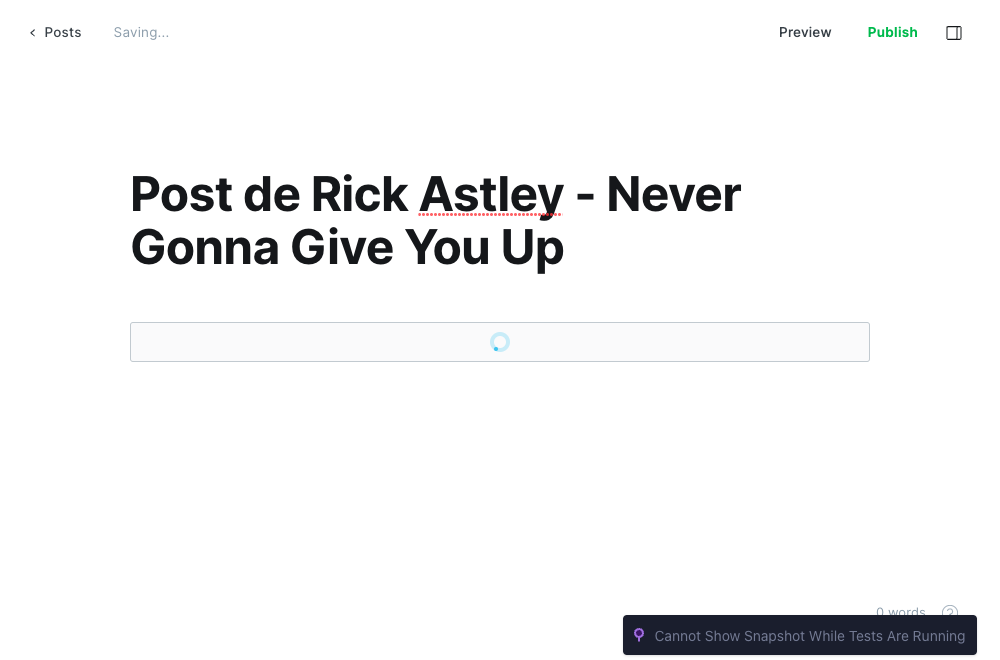 Posts
Saving...
Preview
Publish
Post de Rick Astley - Never
Gonna Give You Up
0 words
?
Cannot Show Snapshot While Tests Are Running